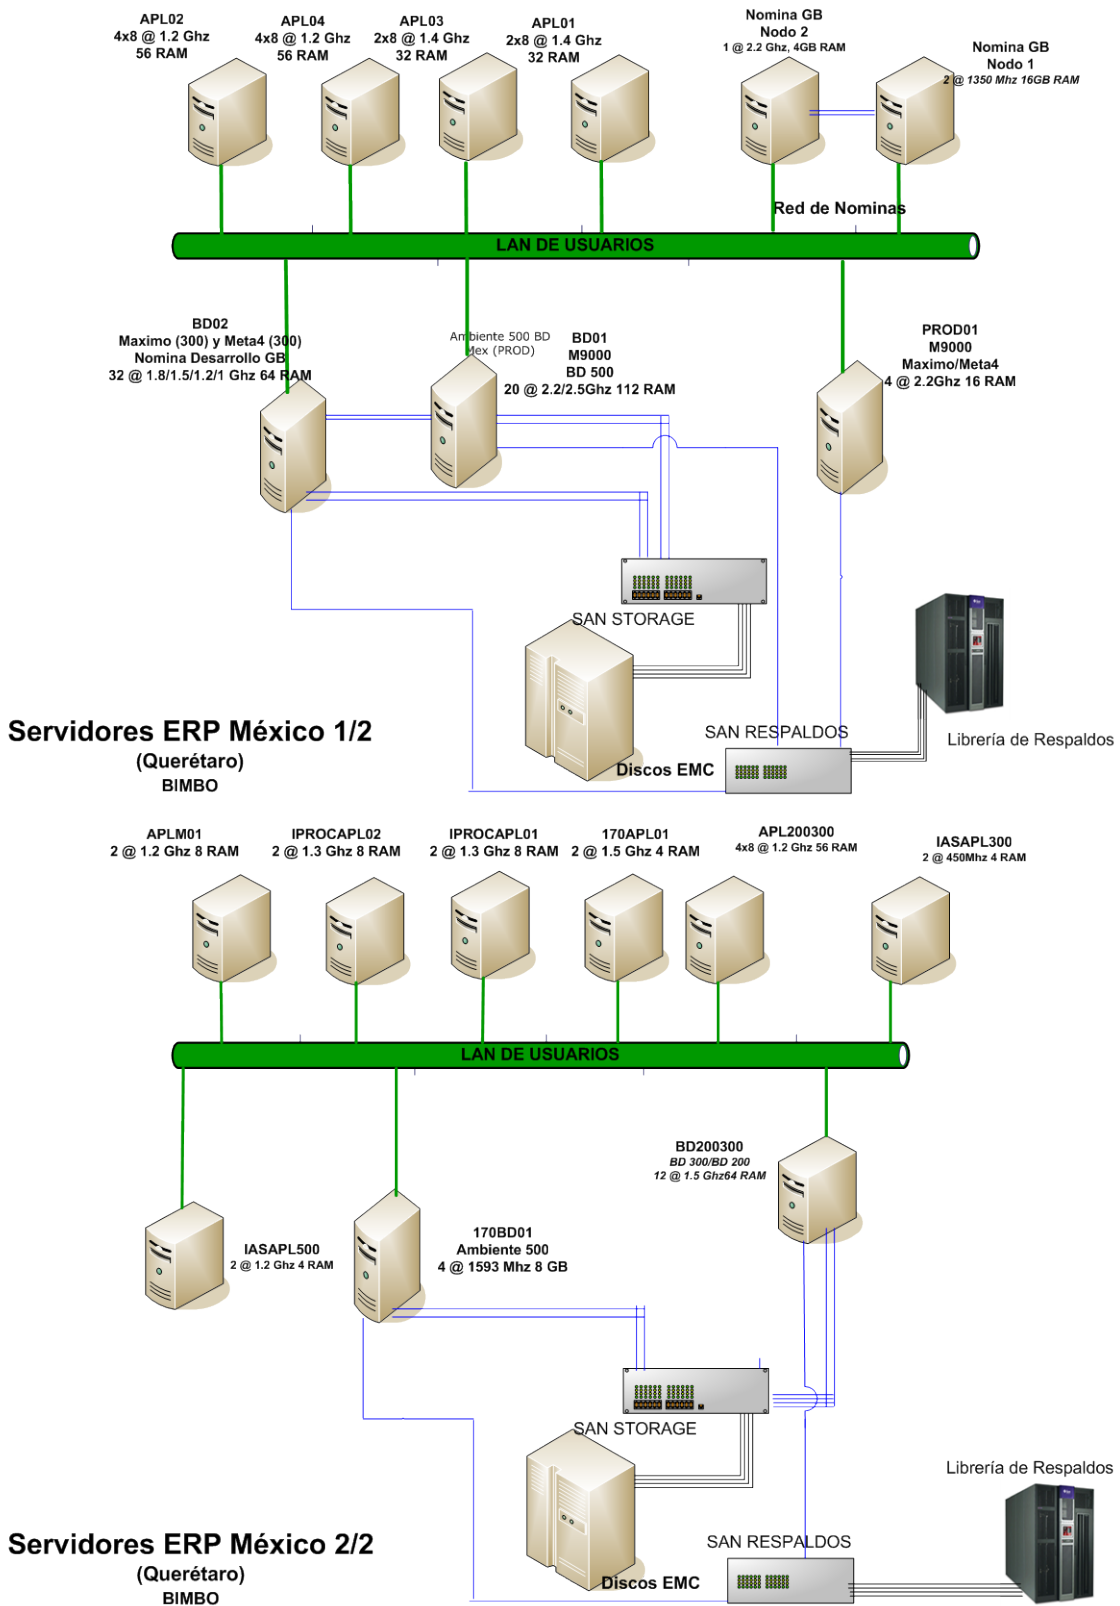 APL02
4x8 @ 1.2 Ghz
56 RAM
APL04
4x8 @ 1.2 Ghz
56 RAM
APL03
2x8 @ 1.4 Ghz
32 RAM
APL01
2x8 @ 1.4 Ghz
32 RAM
Nomina GB
Nodo 2
1 @ 2.2 Ghz, 4GB RAM
Nomina GB
Nodo 1
2 @ 1350 Mhz 16GB RAM
Red de Nominas
LAN DE USUARIOS
BD02
Maximo (300) y Meta4 (300)
Nomina Desarrollo GB
32 @ 1.8/1.5/1.2/1 Ghz 64 RAM
Ambiente 500 BD
Mex (PROD)
BD01
M9000
BD 500
20 @ 2.2/2.5Ghz 112 RAM
PROD01
M9000
Maximo/Meta4
4 @ 2.2Ghz 16 RAM
SAN STORAGE
Servidores ERP México 1/2
(Querétaro)
BIMBO
Discos EMC
SAN RESPALDOS
Librería de Respaldos
APLM01
2 @ 1.2 Ghz 8 RAM
IPROCAPL02
2 @ 1.3 Ghz 8 RAM
IPROCAPL01
2 @ 1.3 Ghz 8 RAM
170APL01
2 @ 1.5 Ghz 4 RAM
APL200300
4x8 @ 1.2 Ghz 56 RAM
IASAPL300
2 @ 450Mhz 4 RAM
LAN DE USUARIOS
BD200300
BD 300/BD 200
12 @ 1.5 Ghz64 RAM
IASAPL500
2 @ 1.2 Ghz 4 RAM
170BD01
Ambiente 500
4 @ 1593 Mhz 8 GB
SAN STORAGE
Librería de Respaldos
Servidores ERP México 2/2
(Querétaro)
BIMBO
SAN RESPALDOS
Discos EMC